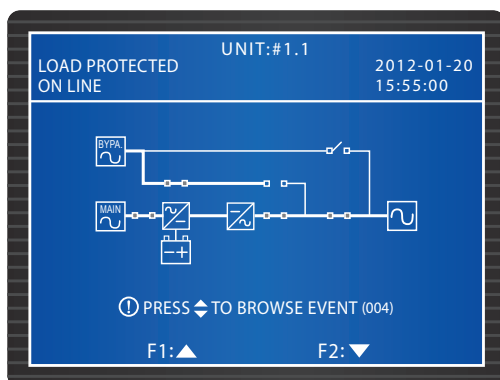 UNIT:#1.1
LOAD PROTECTED
ON LINE
2012-01-20
15:55:00
BYPA.
MAIN
PRESS TO BROWSE EVENT (004)
F1:
F2: